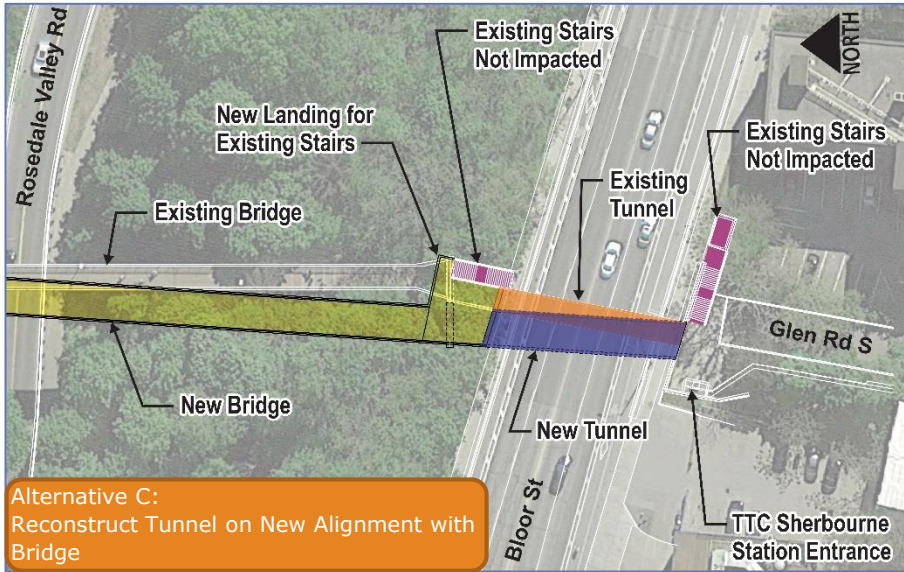 Existing Stairs
Not Impacted
NORTH
New Landing for
Existing Stairs
Existing Stairs
Not Impacted
Rosedale Valley Rd
Existing
Tunnel
Existing Bridge
Glen Rd S
New Bridge
New Tunnel
Bloor St
TTC Sherbourne
Station Entrance
Alternative C:
Reconstruct Tunnel on New Alignment with
Bridge